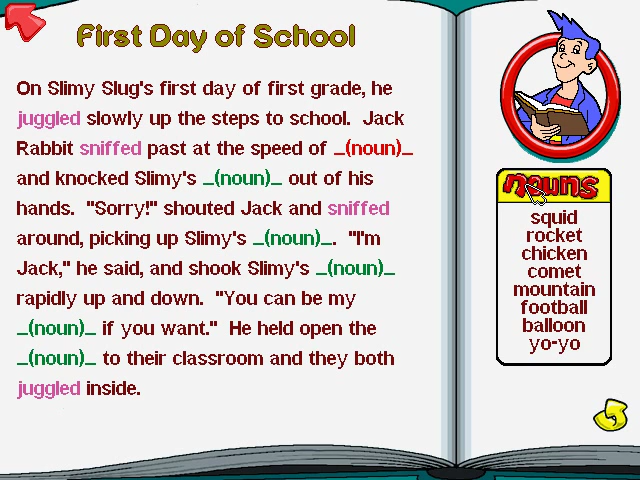 First Day of School
On Slimy Slug's first day of first grade, he
juggled slowly up the steps to school. Jack
Rabbit sniffed past at the speed of _(noun)_
and knocked Slimy's _(noun)_ out of his
hands. "Sorry!" shouted Jack and sniffed
around, picking up Slimy's _(noun)_. "I'm
Jack," he said, and shook Slimy's _(noun)_
rapidly up and down. "You can be my
_(noun)_ if you want." He held open the
_(noun)_ to their classroom and they both
juggled inside.
nouns
squid
rocket
chicken
comet
mountain
football
balloon
yo-yo